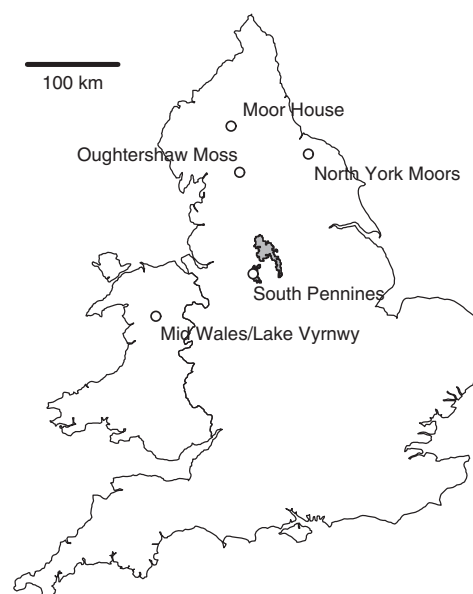 100 km
Moor House
Oughtershaw Moss
North York Moors
South Pennines
Mid Wales/Lake Vyrnwy